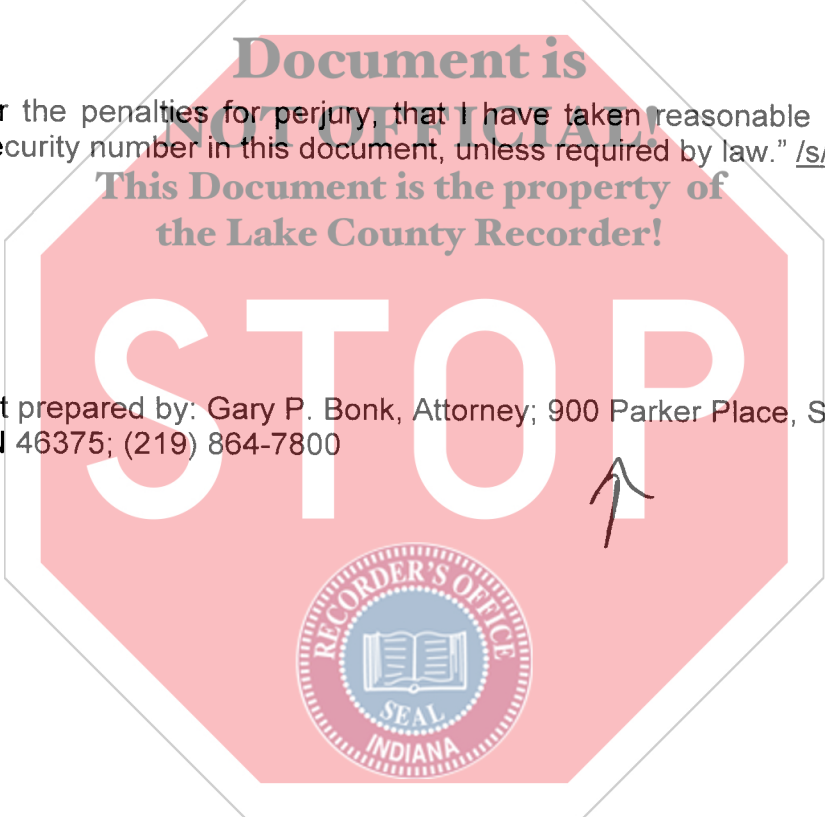 Document is
r the penalties for perjury, that I have taken reasonable
NOT OFFICIAL!
ecurity number in this document, unless required by law." /s/
This Document is the property of
the Lake County Recorder!
STOP
t prepared by: Gary P. Bonk, Attorney; 900 Parker Place, S
46375; (219) 864-7800
RECORDER'S OFFICE
SEAL
INDIANA